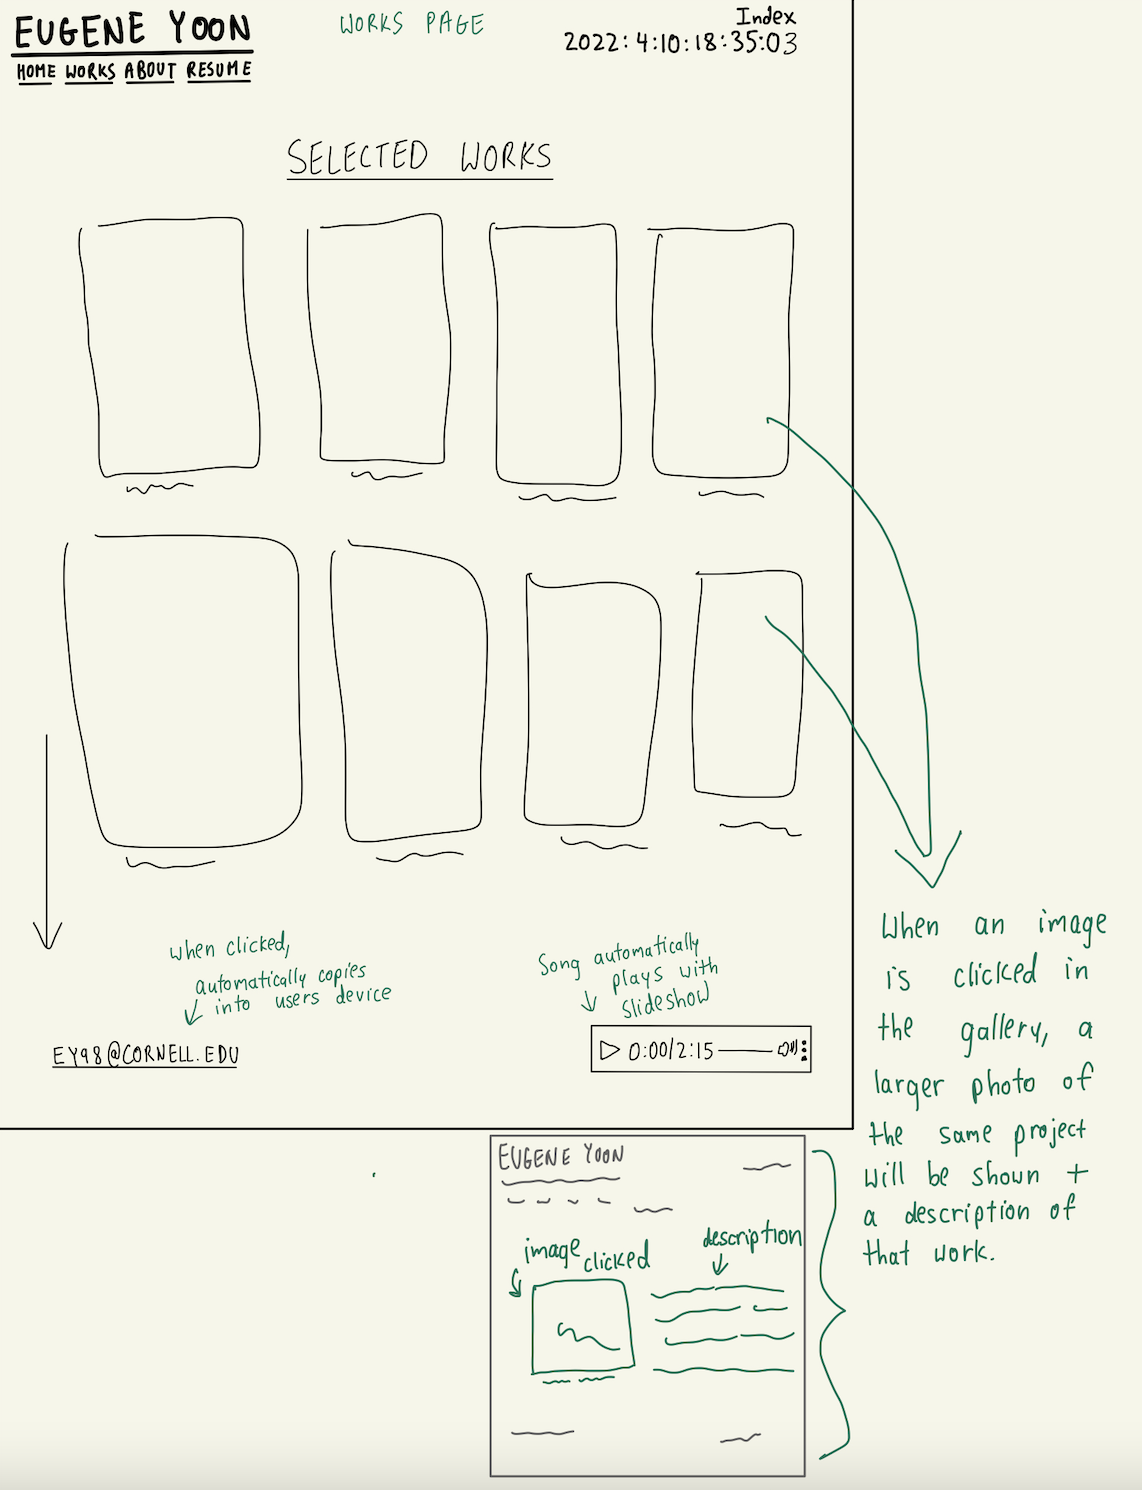 EUGENE YOON
HOME WORKS ABOUT RESUME
WORKS PAGE
Index
2022:4:10:18:35:03
SELECTED WORKS
when clicked,
automatically copies
into users device
EY98@CORNELL.EDU
Song automatically
plays with
slideshow
0:00/2:15
When an image
is clicked in
the gallery, a
larger photo of
the same project
will be shown +
a description of
that work.
EUGENE YOON
image clicked
description